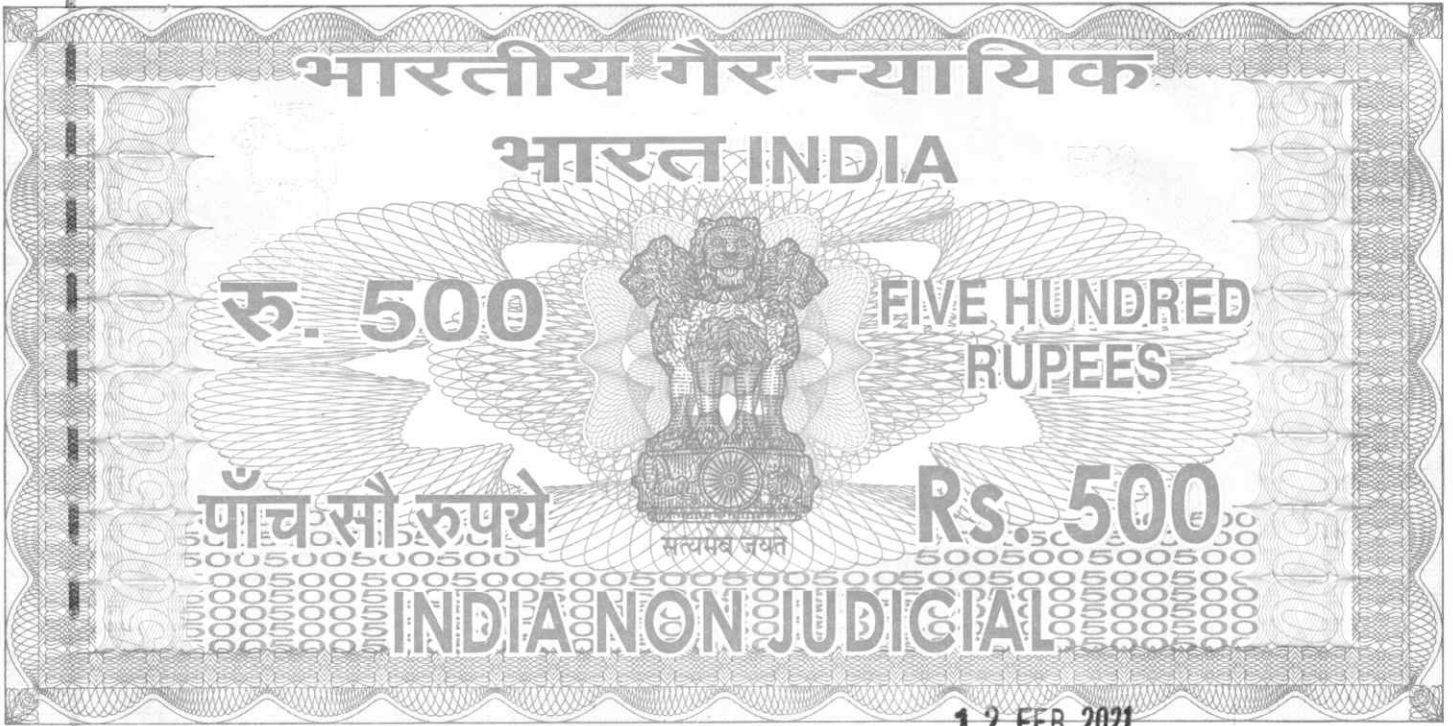 भारतीय गैर न्यायिक
भारत INDIA
रु. 500
FIVE HUNDRED
RUPEES
पाँच सौ रुपये
Rs. 500
सत्यमेव जयते
INDIA NON JUDICIAL
12 FEB 2021